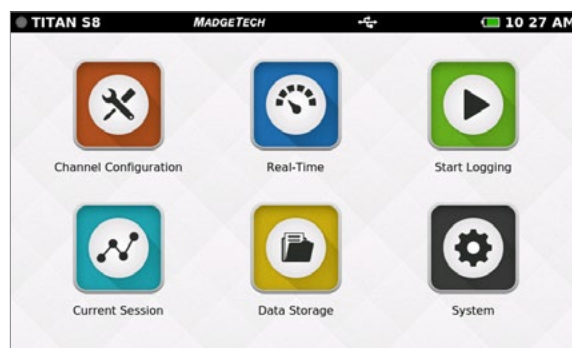 TITAN S8 MADGETECH 10 27 AM
Channel Configuration Real-Time Start Logging
Current Session Data Storage System